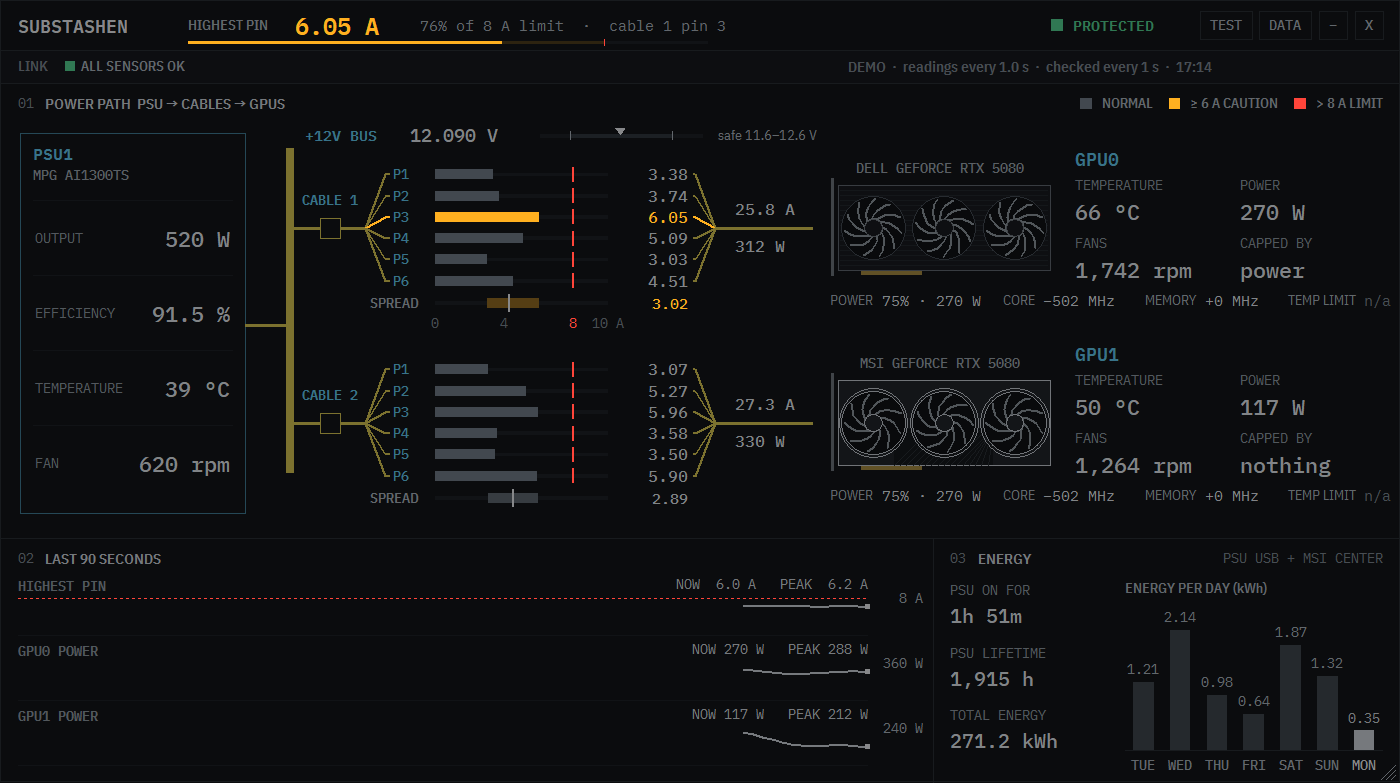 SUBSTASHEN HIGHEST PIN 6.05 A 76% of 8 A limit · cable 1 pin 3 PROTECTED TEST DATA − X
LINK ALL SENSORS OK DEMO · readings every 1.0 s · checked every 1 s · 17:14
01 POWER PATH PSU → CABLES → GPUS NORMAL ≥ 6 A CAUTION > 8 A LIMIT
PSU1
MPG AI1300TS
OUTPUT 520 W
EFFICIENCY 91.5 %
TEMPERATURE 39 °C
FAN 620 rpm
+12V BUS 12.090 V safe 11.6–12.6 V
CABLE 1
P1 3.38
P2 3.74
P3 6.05
P4 5.09
P5 3.03
P6 4.51
SPREAD 3.02
0 4 8 10 A
25.8 A
312 W
DELL GEFORCE RTX 5080
GPU0
TEMPERATURE POWER
66 °C 270 W
FANS CAPPED BY
1,742 rpm power
POWER 75% · 270 W CORE −502 MHz MEMORY +0 MHz TEMP LIMIT n/a
CABLE 2
P1 3.07
P2 5.27
P3 5.96
P4 3.58
P5 3.50
P6 5.90
SPREAD 2.89
27.3 A
330 W
MSI GEFORCE RTX 5080
GPU1
TEMPERATURE POWER
50 °C 117 W
FANS CAPPED BY
1,264 rpm nothing
POWER 75% · 270 W CORE −502 MHz MEMORY +0 MHz TEMP LIMIT n/a
02 LAST 90 SECONDS
HIGHEST PIN NOW 6.0 A PEAK 6.2 A
8 A
GPU0 POWER NOW 270 W PEAK 288 W
360 W
GPU1 POWER NOW 117 W PEAK 212 W
240 W
03 ENERGY PSU USB + MSI CENTER
PSU ON FOR
1h 51m
PSU LIFETIME
1,915 h
TOTAL ENERGY
271.2 kWh
ENERGY PER DAY (kWh)
1.21 2.14 0.98 0.64 1.87 1.32 0.35
TUE WED THU FRI SAT SUN MON